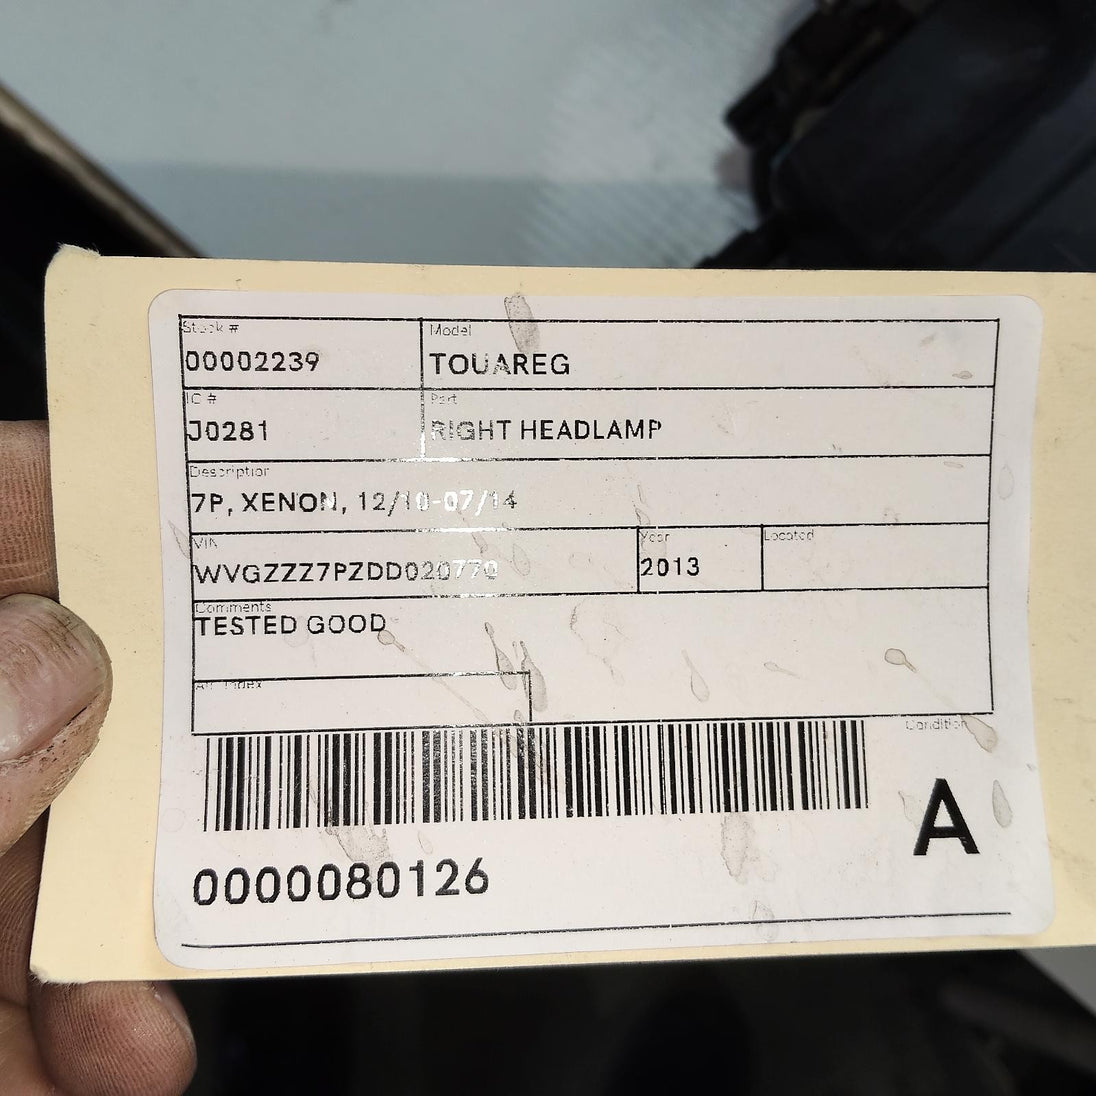 Stock #
00002239
Model
TOUAREG
IC #
J0281
Part
RIGHT HEADLAMP
Description
7P, XENON, 12/10-07/14
VIN
WVGZZZ7PZDD020770
Year
2013
Located
Comments
TESTED GOOD
Index
Condition
A
0000080126